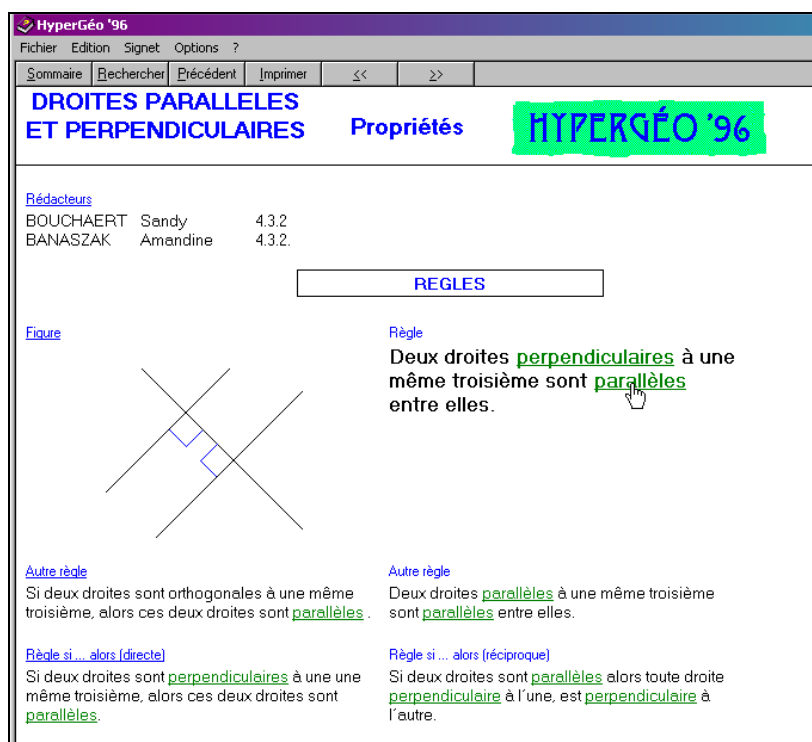 HyperGéo '96
Fichier Edition Signet Options ?
Sommaire Rechercher Précédent Imprimer << >>
DROITES PARALLELES
ET PERPENDICULAIRES
Propriétés
HYPERGÉO '96
Rédacteurs
BOUCHAERT Sandy 4.3.2
BANASZAK Amandine 4.3.2.
REGLES
Figure
Règle
Deux droites perpendiculaires à une
même troisième sont parallèles
entre elles.
Autre règle
Si deux droites sont orthogonales à une même
troisième, alors ces deux droites sont parallèles .
Autre règle
Deux droites parallèles à une même troisième
sont parallèles entre elles.
Règle si ... alors (directe)
Si deux droites sont perpendiculaires à une une
même troisième, alors ces deux droites sont
parallèles.
Règle si ... alors (réciproque)
Si deux droites sont parallèles alors toute droite
perpendiculaire à l´une, est perpendiculaire à
l´autre.